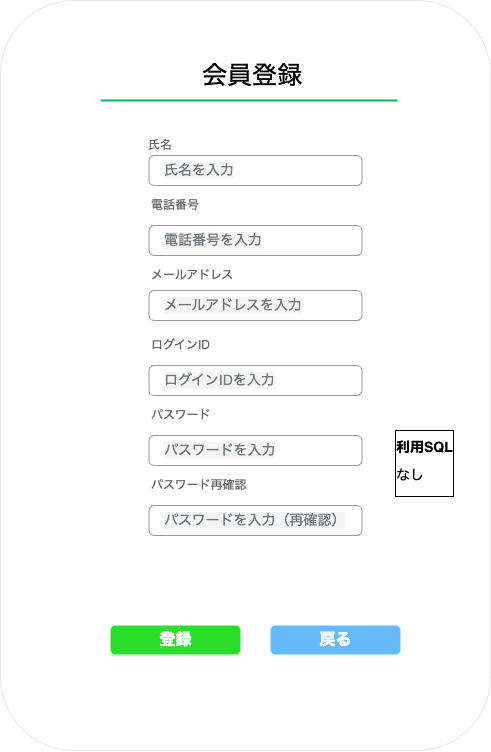 会員登録
氏名
氏名を入力
電話番号
電話番号を入力
メールアドレス
メールアドレスを入力
ログインID
ログインIDを入力
パスワード
パスワードを入力
利用SQL
なし
パスワード再確認
パスワードを入力（再確認）
登録
戻る